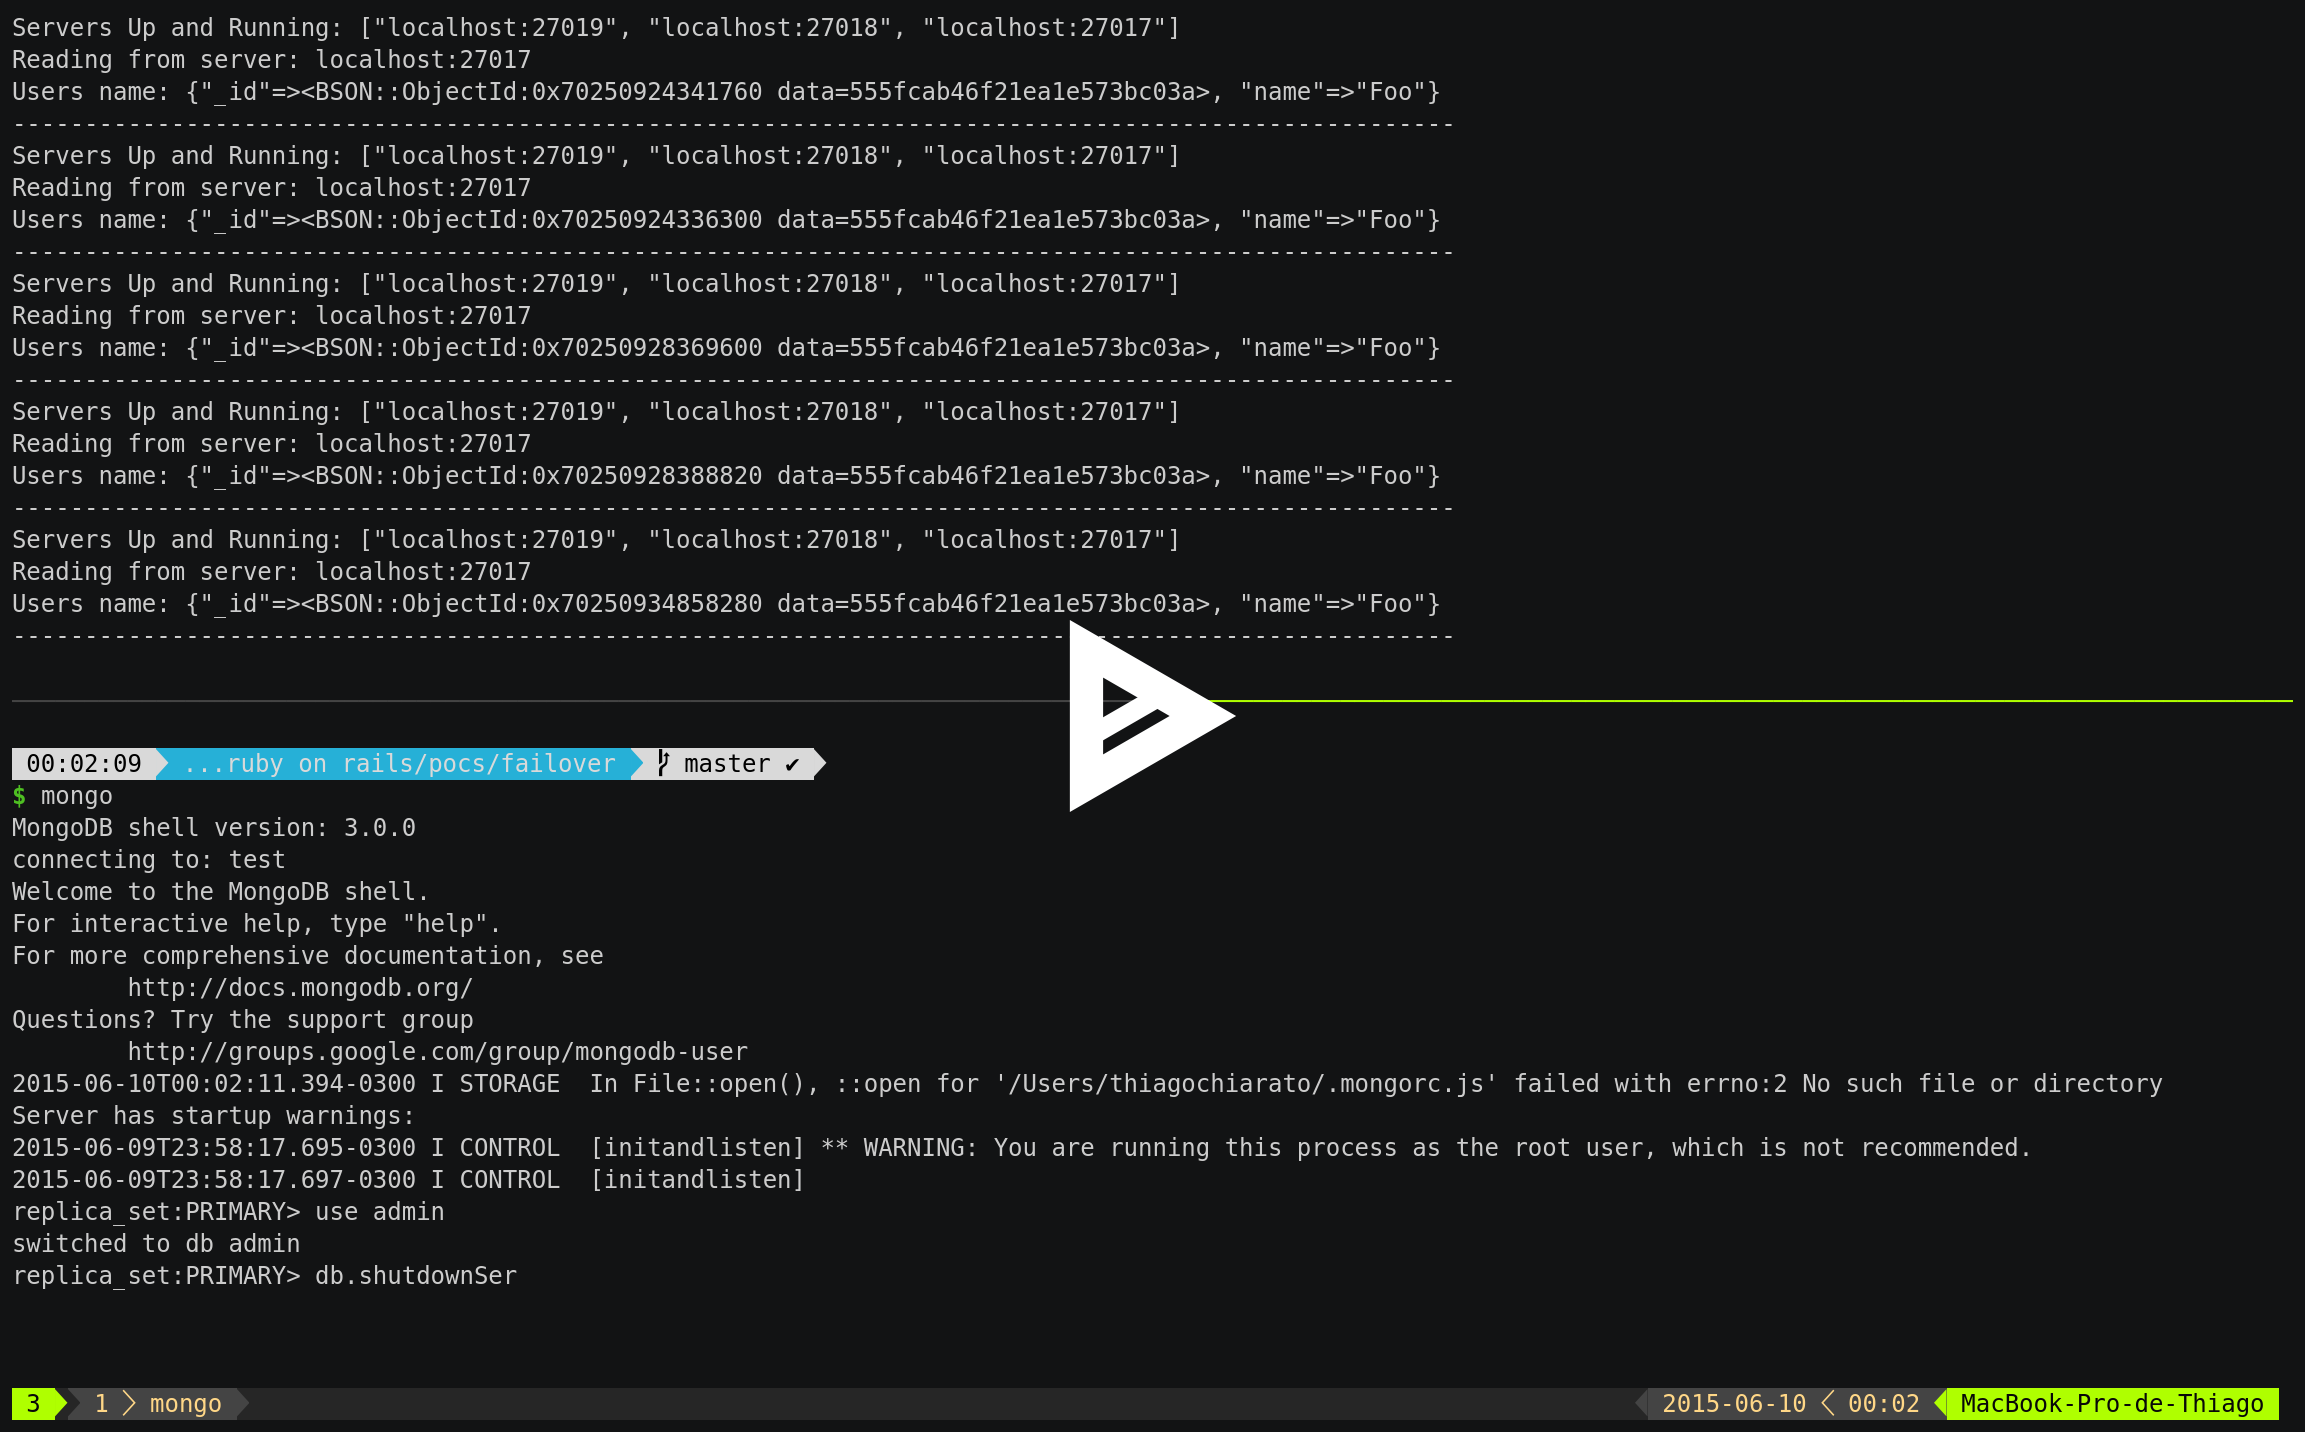 Servers Up and Running: ["localhost:27019", "localhost:27018", "localhost:27017"]
Reading from server: localhost:27017
Users name: {"_id"=><BSON::ObjectId:0x70250924341760 data=555fcab46f21ea1e573bc03a>, "name"=>"Foo"}
----------------------------------------------------------------------------------------------------
Servers Up and Running: ["localhost:27019", "localhost:27018", "localhost:27017"]
Reading from server: localhost:27017
Users name: {"_id"=><BSON::ObjectId:0x70250924336300 data=555fcab46f21ea1e573bc03a>, "name"=>"Foo"}
----------------------------------------------------------------------------------------------------
Servers Up and Running: ["localhost:27019", "localhost:27018", "localhost:27017"]
Reading from server: localhost:27017
Users name: {"_id"=><BSON::ObjectId:0x70250928369600 data=555fcab46f21ea1e573bc03a>, "name"=>"Foo"}
----------------------------------------------------------------------------------------------------
Servers Up and Running: ["localhost:27019", "localhost:27018", "localhost:27017"]
Reading from server: localhost:27017
Users name: {"_id"=><BSON::ObjectId:0x70250928388820 data=555fcab46f21ea1e573bc03a>, "name"=>"Foo"}
----------------------------------------------------------------------------------------------------
Servers Up and Running: ["localhost:27019", "localhost:27018", "localhost:27017"]
Reading from server: localhost:27017
Users name: {"_id"=><BSON::ObjectId:0x70250934858280 data=555fcab46f21ea1e573bc03a>, "name"=>"Foo"}
----------------------------------------------------------------------------------------------------
00:02:09 ...ruby on rails/pocs/failover master ✔
$ mongo
MongoDB shell version: 3.0.0
connecting to: test
Welcome to the MongoDB shell.
For interactive help, type "help".
For more comprehensive documentation, see
        http://docs.mongodb.org/
Questions? Try the support group
        http://groups.google.com/group/mongodb-user
2015-06-10T00:02:11.394-0300 I STORAGE  In File::open(), ::open for '/Users/thiagochiarato/.mongorc.js' failed with errno:2 No such file or directory
Server has startup warnings:
2015-06-09T23:58:17.695-0300 I CONTROL  [initandlisten] ** WARNING: You are running this process as the root user, which is not recommended.
2015-06-09T23:58:17.697-0300 I CONTROL  [initandlisten]
replica_set:PRIMARY> use admin
switched to db admin
replica_set:PRIMARY> db.shutdownSer
3 1 mongo 2015-06-10 00:02 MacBook-Pro-de-Thiago